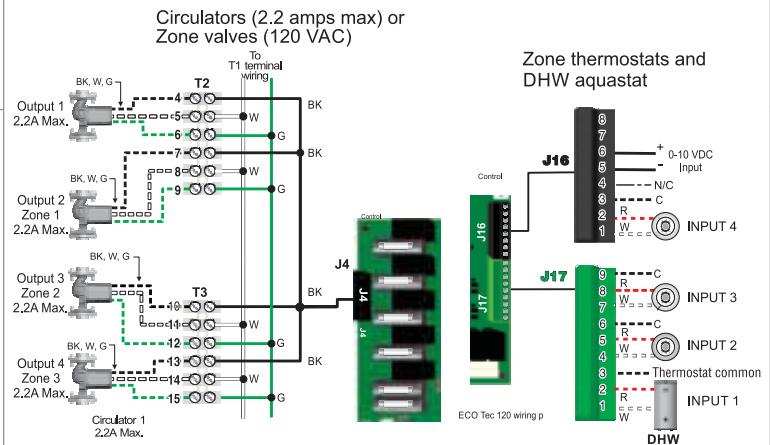 Circulators (2.2 amps max) or
Zone valves (120 VAC)
To
T1 terminal
wiring
BK, W, G
T2
Output 1
2.2A Max.
4
5
6
7
8
9
BK
W
G
BK
W
G
BK, W, G
Output 2
Zone 1
2.2A Max.
BK, W, G
T3
Output 3
Zone 2
2.2A Max.
10
11
12
13
14
15
BK
W
G
BK
W
G
BK, W, G
Output 4
Zone 3
2.2A Max.
Circulator 1
2.2A Max.
J4
Control
J4
J4
Zone thermostats and
DHW aquastat
Control
J16
J17
ECO Tec 120 wiring p
J16
8
7
6
5
4
3
2
1
+
-
0-10 VDC
Input
N/C
C
R
W
INPUT 4
J17
9
8
7
6
5
4
3
2
1
C
R
W
INPUT 3
C
R
W
INPUT 2
Thermostat common
R
W
INPUT 1
DHW